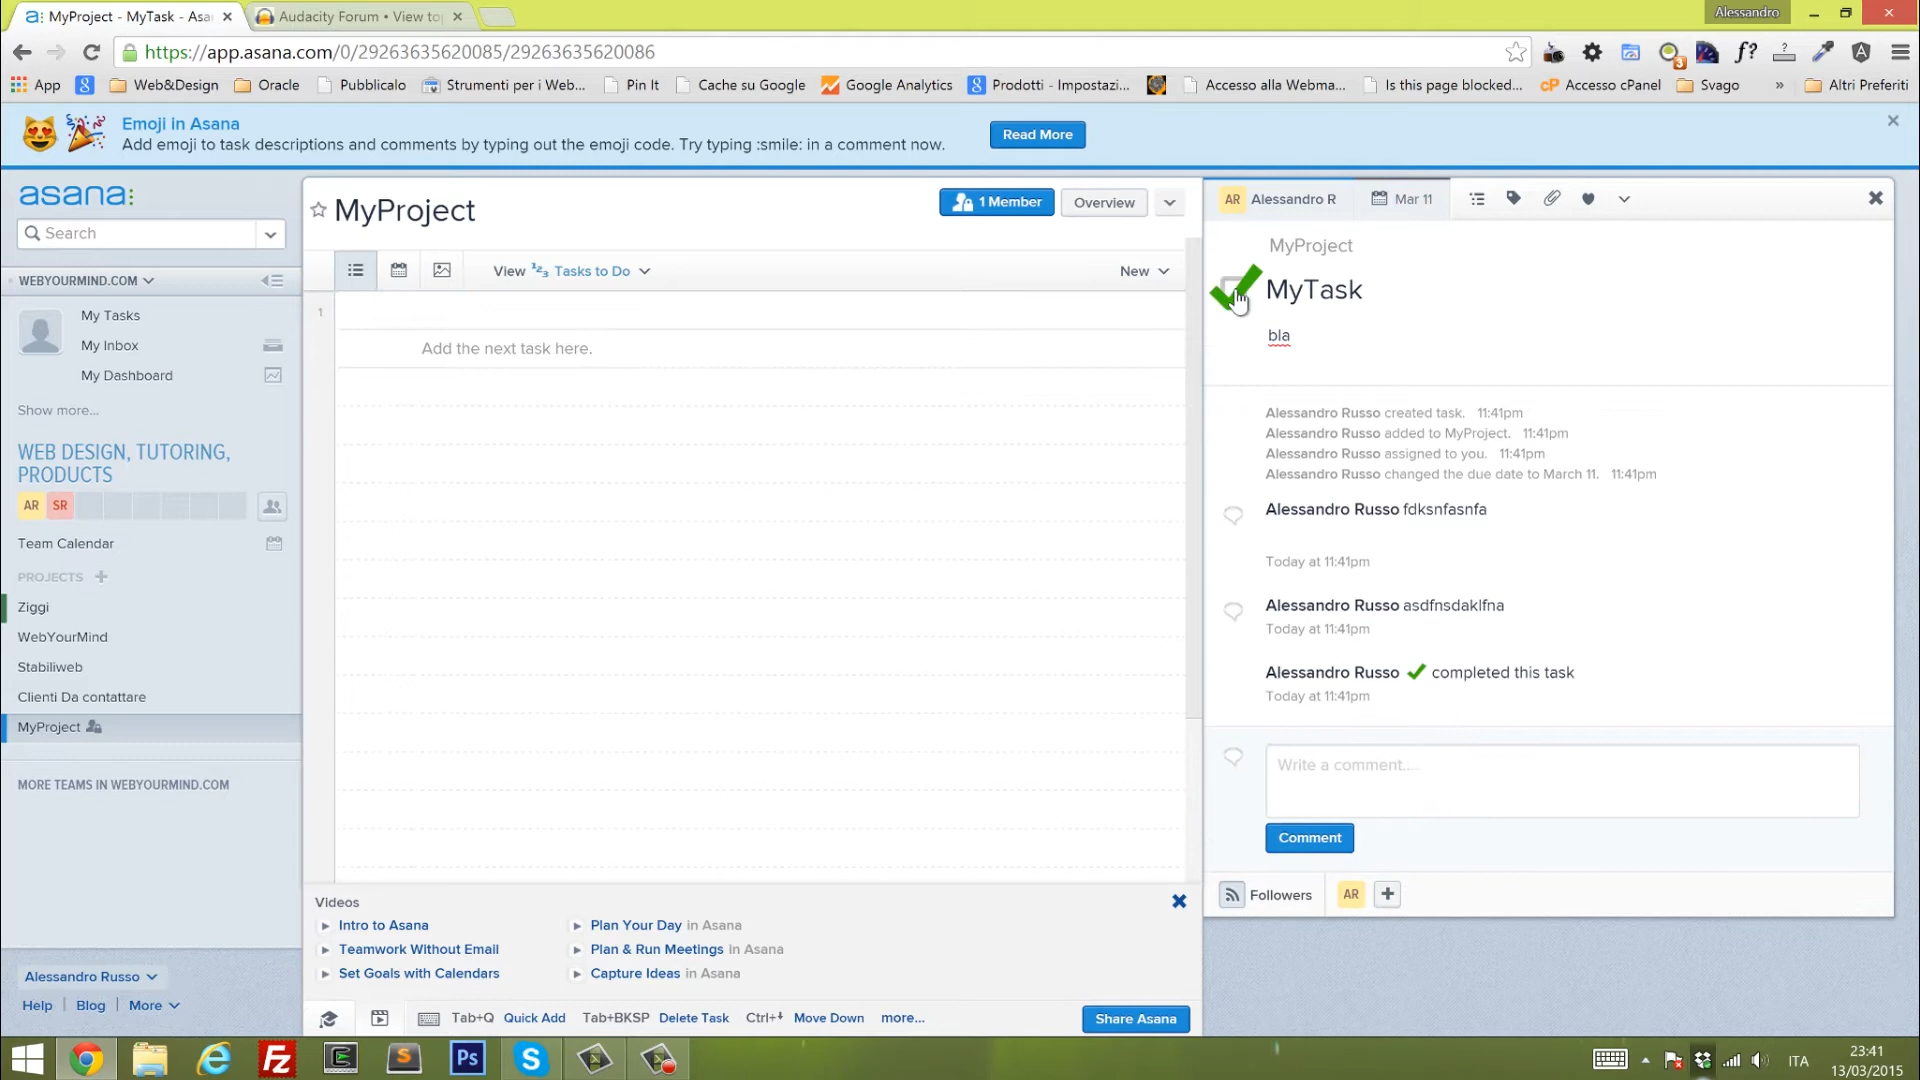 a: MyProject - MyTask - Asa
Audacity Forum • View to
Alessandro
https://app.asana.com/0/29263635620085/29263635620086
App
Web&Design
Oracle
Pubblicalo
Strumenti per i Web...
Pin It
Cache su Google
Google Analytics
Prodotti - Impostazi...
Accesso alla Webma...
Is this page blocked...
cP Accesso cPanel
Svago
»
Altri Preferiti
Emoji in Asana
Add emoji to task descriptions and comments by typing out the emoji code. Try typing :smile: in a comment now.
Read More
asana:
Search
WEBYOURMIND.COM
My Tasks
My Inbox
My Dashboard
Show more...
WEB DESIGN, TUTORING,
PRODUCTS
AR SR
Team Calendar
PROJECTS +
Ziggi
WebYourMind
Stabiliweb
Clienti Da contattare
MyProject
MORE TEAMS IN WEBYOURMIND.COM
Alessandro Russo
Help | Blog | More
MyProject
1 Member
Overview
View Tasks to Do
New
1
Add the next task here.
Videos
Intro to Asana
Teamwork Without Email
Set Goals with Calendars
Plan Your Day in Asana
Plan & Run Meetings in Asana
Capture Ideas in Asana
Tab+Q Quick Add Tab+BKSP Delete Task Ctrl+↓ Move Down more...
Share Asana
AR Alessandro R
Mar 11
MyProject
MyTask
bla
Alessandro Russo created task. 11:41pm
Alessandro Russo added to MyProject. 11:41pm
Alessandro Russo assigned to you. 11:41pm
Alessandro Russo changed the due date to March 11. 11:41pm
Alessandro Russo fdksnfasnfa
Today at 11:41pm
Alessandro Russo asdfnsdaklfna
Today at 11:41pm
Alessandro Russo ✔ completed this task
Today at 11:41pm
Write a comment...
Comment
Followers
AR +
ITA
23:41
13/03/2015